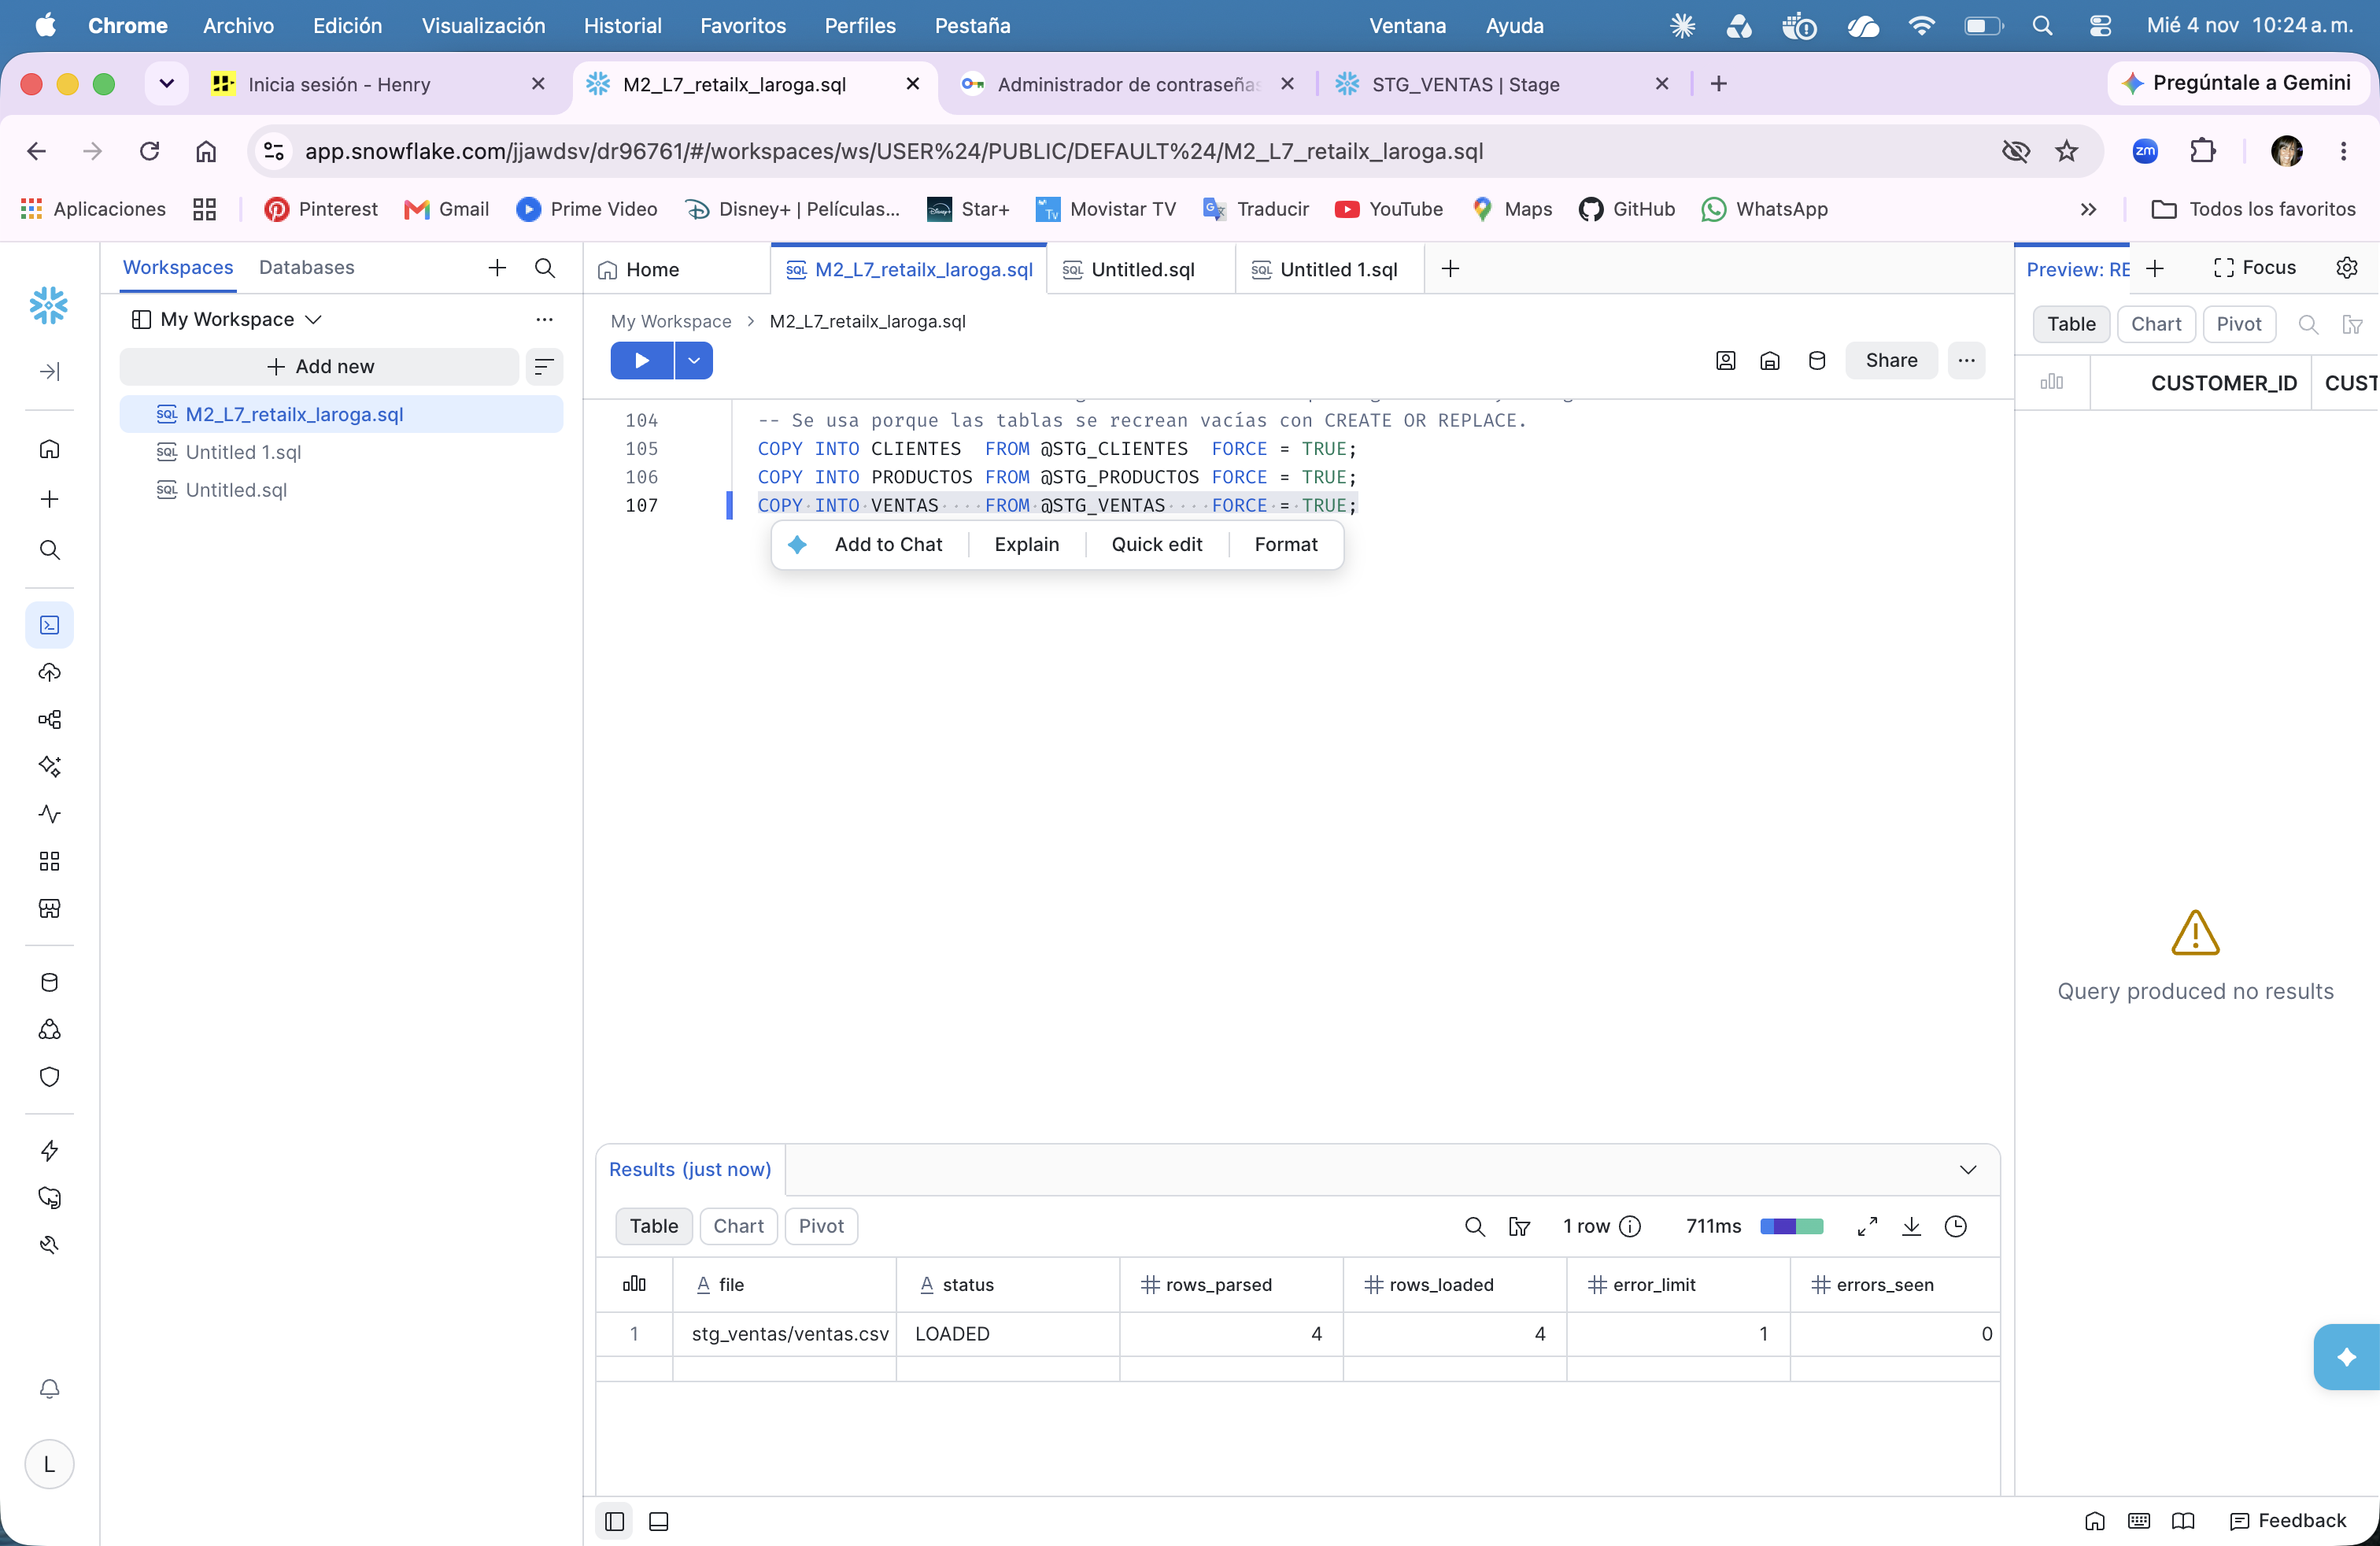 Chrome Archivo Edición Visualización Historial Favoritos Perfiles Pestaña Ventana Ayuda Mié 4 nov 10:24 a. m.
Inicia sesión - Henry M2_L7_retailx_laroga.sql Administrador de contraseñas STG_VENTAS | Stage Pregúntale a Gemini
app.snowflake.com/jjawdsv/dr96761/#/workspaces/ws/USER%24/PUBLIC/DEFAULT%24/M2_L7_retailx_laroga.sql zm
Aplicaciones Pinterest Gmail Prime Video Disney+ | Películas... Star+ Movistar TV Traducir YouTube Maps GitHub WhatsApp Todos los favoritos
Workspaces Databases
My Workspace
Add new
SQL M2_L7_retailx_laroga.sql
SQL Untitled 1.sql
SQL Untitled.sql
L
Home SQL M2_L7_retailx_laroga.sql SQL Untitled.sql SQL Untitled 1.sql
My Workspace > M2_L7_retailx_laroga.sql
Share
104 -- Se usa porque las tablas se recrean vacías con CREATE OR REPLACE.
105 COPY INTO CLIENTES FROM @STG_CLIENTES FORCE = TRUE;
106 COPY INTO PRODUCTOS FROM @STG_PRODUCTOS FORCE = TRUE;
107 COPY INTO VENTAS FROM @STG_VENTAS FORCE = TRUE;
Add to Chat Explain Quick edit Format
Results (just now)
Table Chart Pivot 1 row 711ms
file status rows_parsed rows_loaded error_limit errors_seen
1 stg_ventas/ventas.csv LOADED 4 4 1 0
Preview: RE Focus
Table Chart Pivot
CUSTOMER_ID CUST
Query produced no results
Feedback